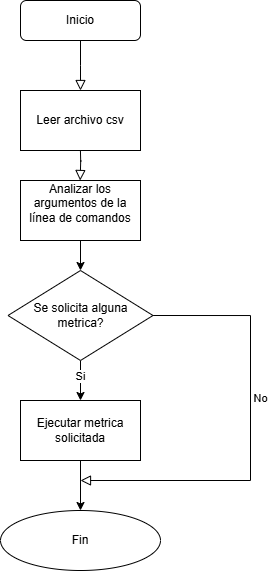 Inicio
Leer archivo csv
Analizar los
argumentos de la
línea de comandos
Se solicita alguna
metrica?
Si
No
Ejecutar metrica
solicitada
Fin